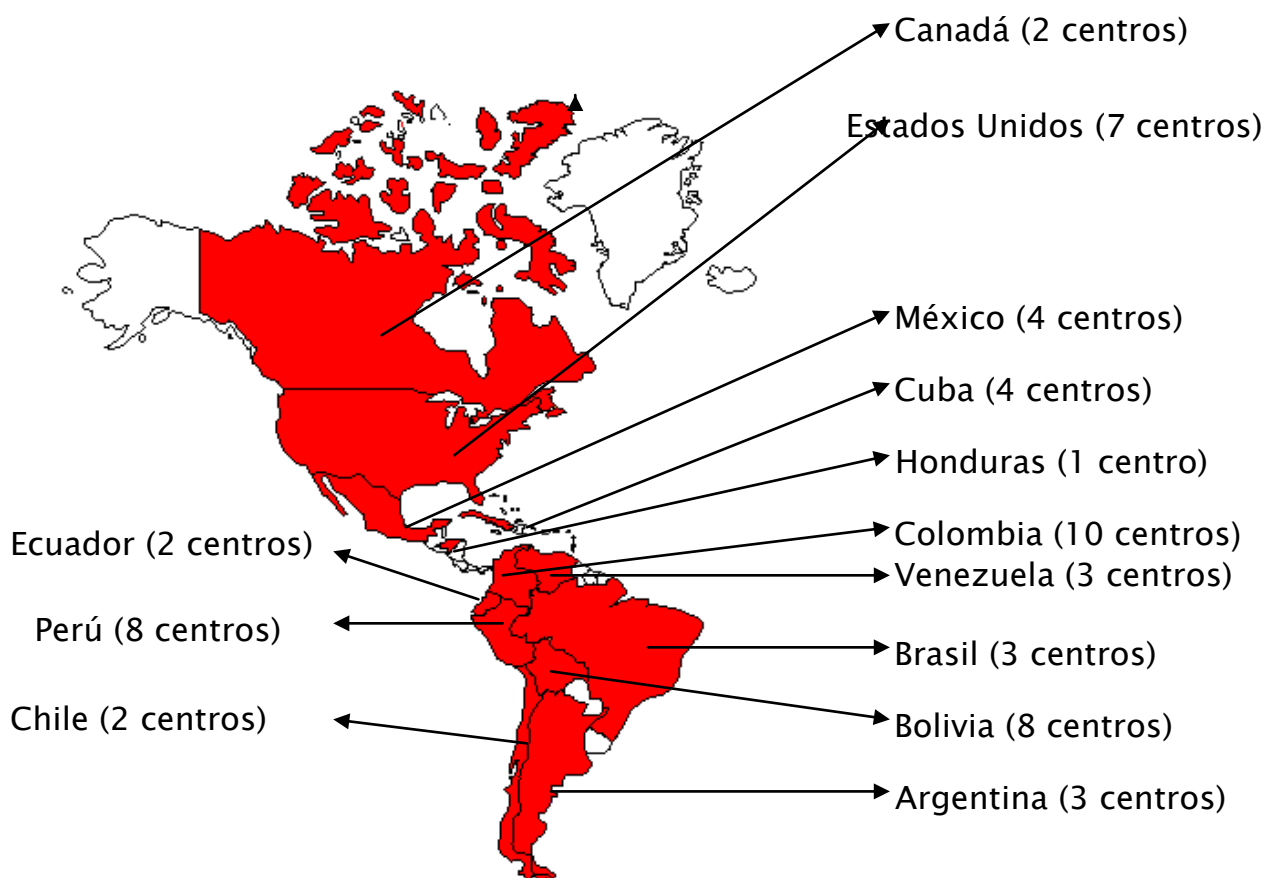 Canadá (2 centros)
Estados Unidos (7 centros)
México (4 centros)
Cuba (4 centros)
Honduras (1 centro)
Colombia (10 centros)
Ecuador (2 centros)
Venezuela (3 centros)
Perú (8 centros)
Brasil (3 centros)
Chile (2 centros)
Bolivia (8 centros)
Argentina (3 centros)